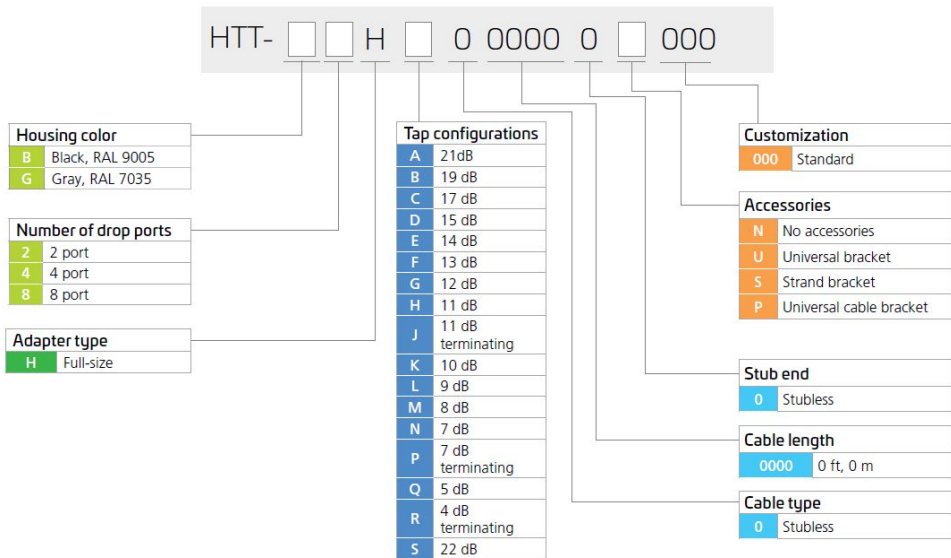 HTT- H 0 0000 0 000
Housing color
B Black, RAL 9005
G Gray, RAL 7035
Number of drop ports
2 2 port
4 4 port
8 8 port
Adapter type
H Full-size
Tap configurations
A 21dB
B 19 dB
C 17 dB
D 15 dB
E 14 dB
F 13 dB
G 12 dB
H 11 dB
J 11 dB
terminating
K 10 dB
L 9 dB
M 8 dB
N 7 dB
P 7 dB
terminating
Q 5 dB
R 4 dB
terminating
S 22 dB
Customization
000 Standard
Accessories
N No accessories
U Universal bracket
S Strand bracket
P Universal cable bracket
Stub end
0 Stubless
Cable length
0000 0 ft, 0 m
Cable type
0 Stubless